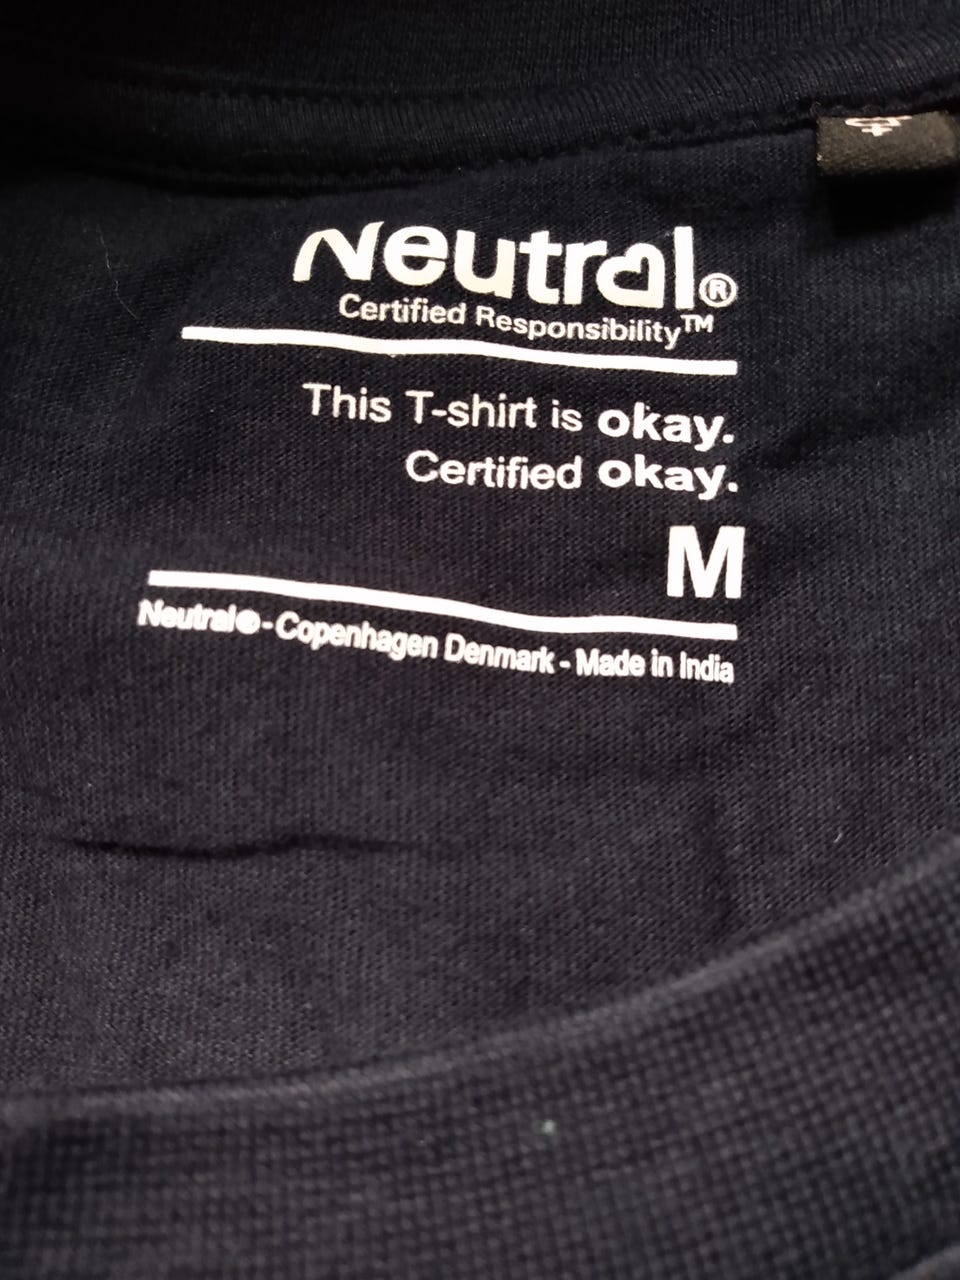 Neutral®
Certified Responsibility™
This T-shirt is okay.
Certified okay.
M
Neutral® - Copenhagen Denmark - Made in India